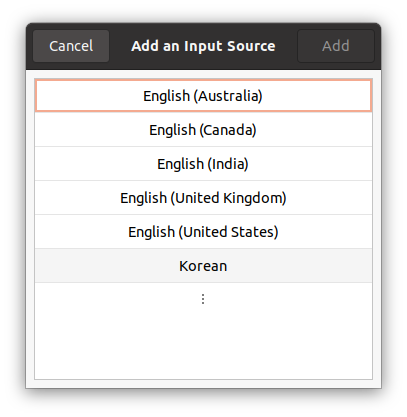 Cancel Add an Input Source Add
English (Australia)
English (Canada)
English (India)
English (United Kingdom)
English (United States)
Korean
⋮